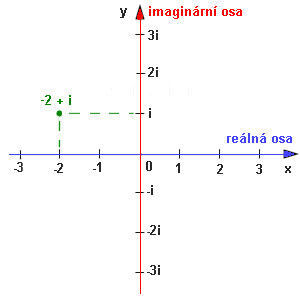 y imaginární osa
3i
2i
-2 + i
i
reálná osa
-3 -2 -1 0 1 2 3 x
-i
-2i
-3i